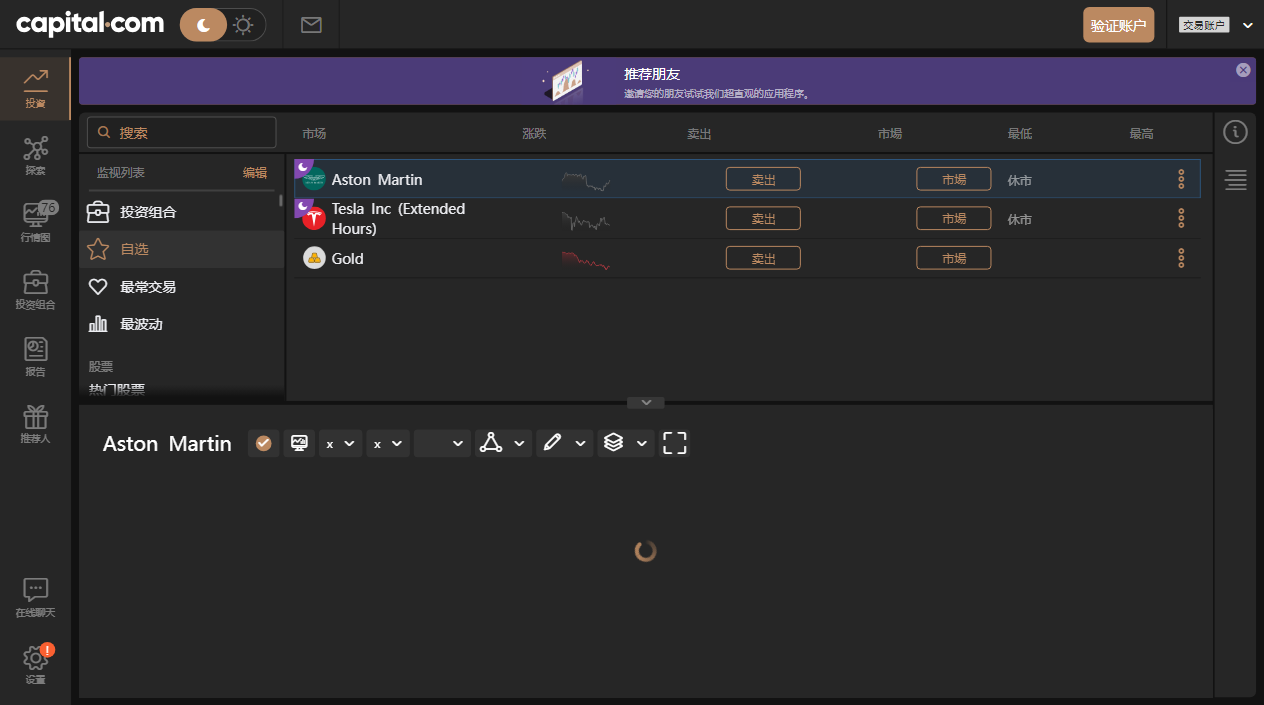 capital.com
验证账户
交易账户
推荐朋友
邀请您的朋友试试我们超直观的应用程序。
投资
探索
76
行情图
投资组合
报告
推荐人
在线聊天
!
设置
搜索
监视列表
编辑
投资组合
自选
最常交易
最波动
股票
热门股票
市场
涨跌
卖出
市場
最低
最高
Aston Martin
卖出
市場
休市
Tesla Inc (Extended
Hours)
卖出
市場
休市
Gold
卖出
市場
Aston Martin
x
x